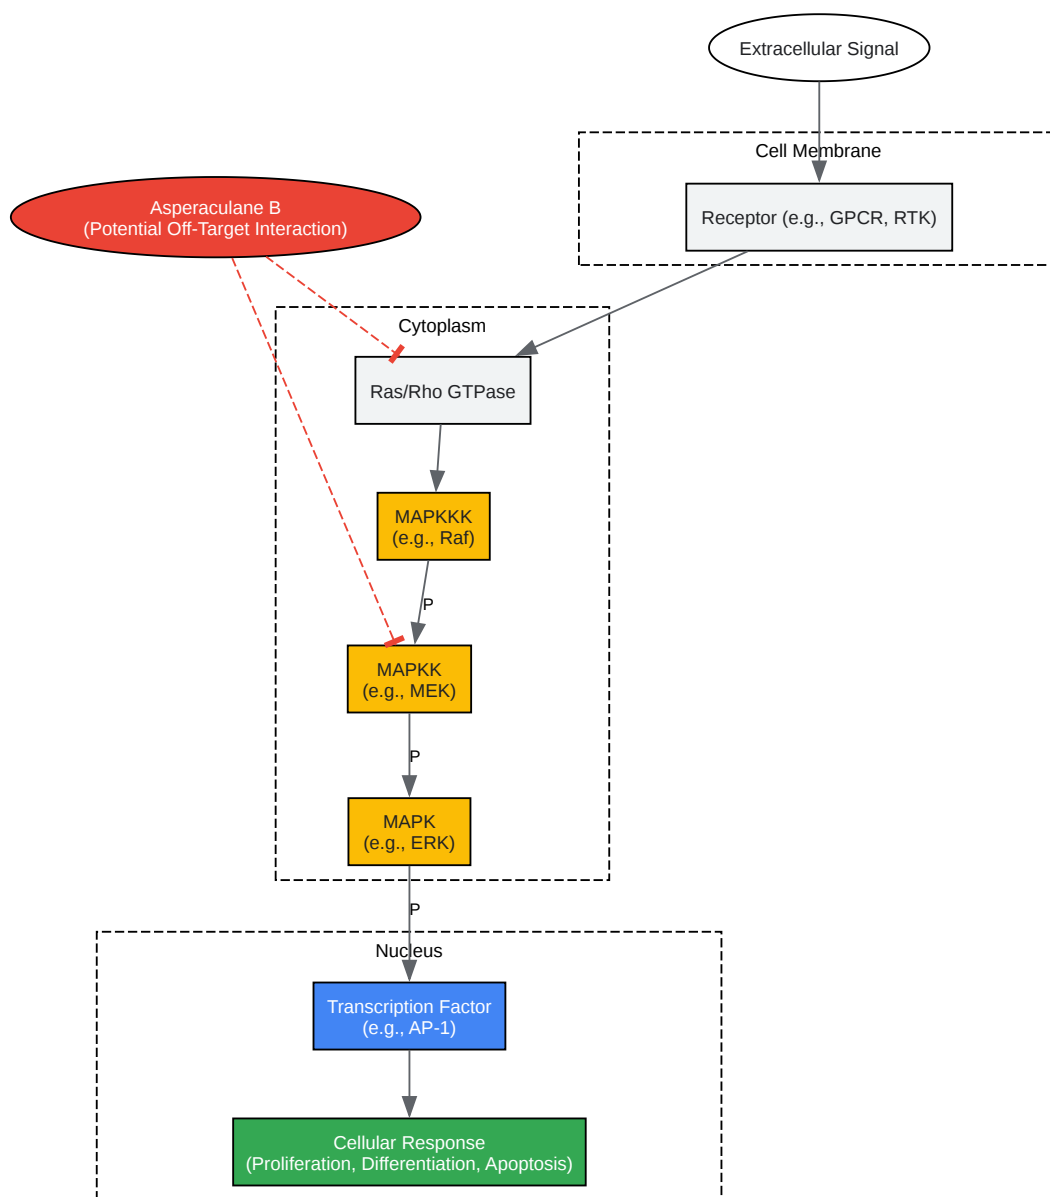 Extracellular Signal
Cell Membrane
Receptor (e.g., GPCR, RTK)
Asperaculane B
(Potential Off-Target Interaction)
Cytoplasm
Ras/Rho GTPase
MAPKKK
(e.g., Raf)
P
MAPKK
(e.g., MEK)
P
MAPK
(e.g., ERK)
P
Nucleus
Transcription Factor
(e.g., AP-1)
Cellular Response
(Proliferation, Differentiation, Apoptosis)